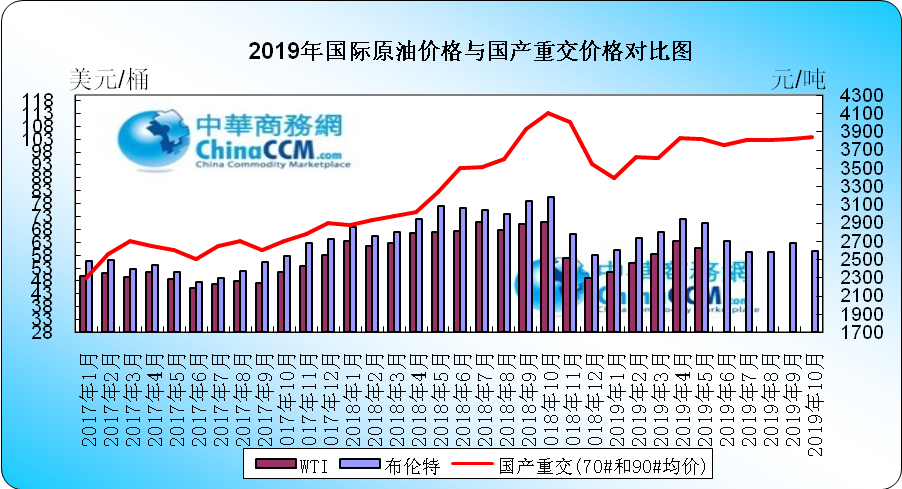 2019年国际原油价格与国产重交价格对比图
美元/桶
元/吨
118
113
108
103
98
93
88
83
78
73
68
63
58
53
48
43
38
33
28
4300
4100
3900
3700
3500
3300
3100
2900
2700
2500
2300
2100
1900
1700
中華商務網
ChinaCCM.com
China Commodity Marketplace
中華商務網
ChinaCCM.com
China Commodity Marketplace
2017年1月
2017年2月
2017年3月
2017年4月
2017年5月
2017年6月
2017年7月
2017年8月
2017年9月
017年10月
017年11月
017年12月
2018年1月
2018年2月
2018年3月
2018年4月
2018年5月
2018年6月
2018年7月
2018年8月
2018年9月
018年10月
018年11月
018年12月
2019年1月
2019年2月
2019年3月
2019年4月
2019年5月
2019年6月
2019年7月
2019年8月
2019年9月
2019年10月
WTI 布伦特 国产重交(70#和90#均价)